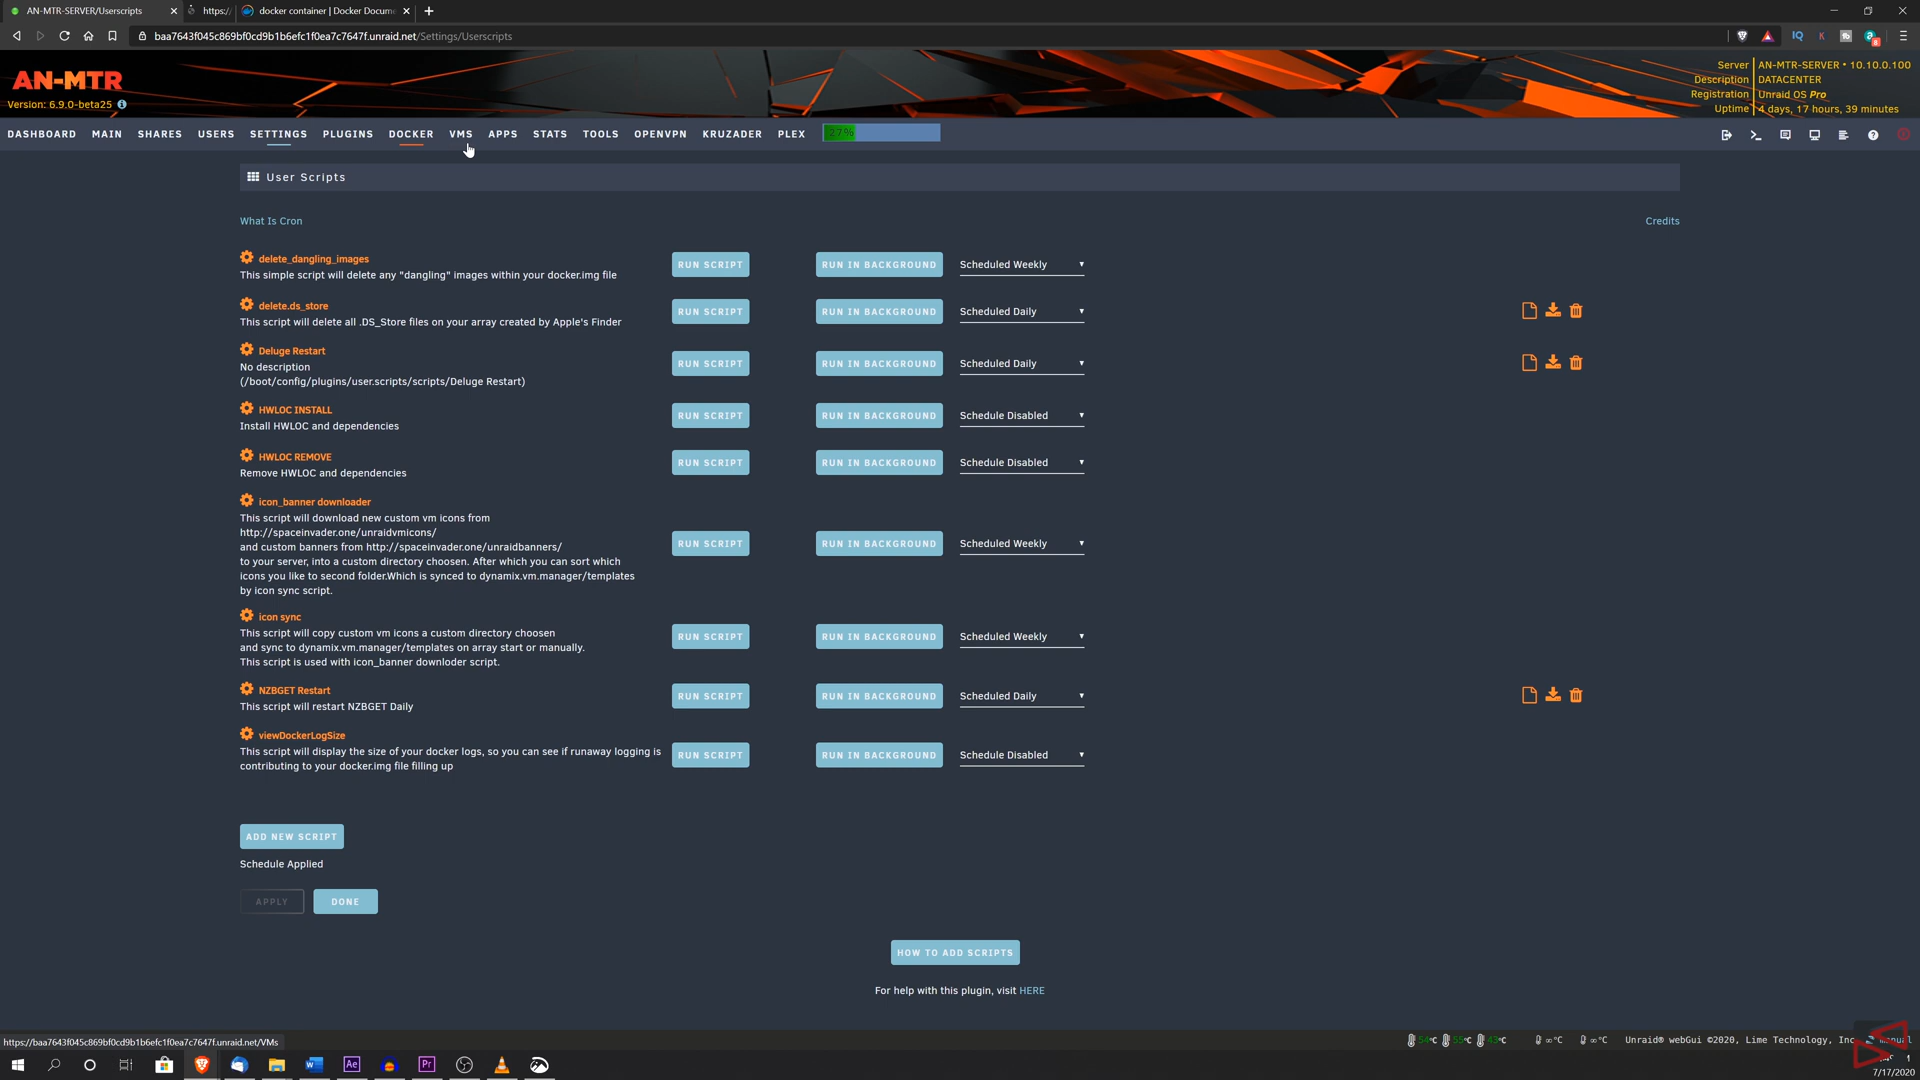 AN-MTR-SERVER/Userscripts
https:/
docker container | Docker Docum
baa7643f045c869bf0cd9b1b6efc1f0ea7c7647f.unraid.net/Settings/Userscripts
AN-MTR
Version: 6.9.0-beta25
Server AN-MTR-SERVER • 10.10.0.100
Description DATACENTER
Registration Unraid OS Pro
Uptime 4 days, 17 hours, 39 minutes
DASHBOARD MAIN SHARES USERS SETTINGS PLUGINS DOCKER VMS APPS STATS TOOLS OPENVPN KRUZADER PLEX 27%
User Scripts
What Is Cron
Credits
delete_dangling_images
This simple script will delete any "dangling" images within your docker.img file
RUN SCRIPT RUN IN BACKGROUND Scheduled Weekly
delete.ds_store
This script will delete all .DS_Store files on your array created by Apple's Finder
RUN SCRIPT RUN IN BACKGROUND Scheduled Daily
Deluge Restart
No description
(/boot/config/plugins/user.scripts/scripts/Deluge Restart)
RUN SCRIPT RUN IN BACKGROUND Scheduled Daily
HWLOC INSTALL
Install HWLOC and dependencies
RUN SCRIPT RUN IN BACKGROUND Schedule Disabled
HWLOC REMOVE
Remove HWLOC and dependencies
RUN SCRIPT RUN IN BACKGROUND Schedule Disabled
icon_banner downloader
This script will download new custom vm icons from
http://spaceinvader.one/unraidvmicons/
and custom banners from http://spaceinvader.one/unraidbanners/
to your server, into a custom directory choosen. After which you can sort which
icons you like to second folder.Which is synced to dynamix.vm.manager/templates
by icon sync script.
RUN SCRIPT RUN IN BACKGROUND Scheduled Weekly
icon sync
This script will copy custom vm icons a custom directory choosen
and sync to dynamix.vm.manager/templates on array start or manually.
This script is used with icon_banner downloder script.
RUN SCRIPT RUN IN BACKGROUND Scheduled Weekly
NZBGET Restart
This script will restart NZBGET Daily
RUN SCRIPT RUN IN BACKGROUND Scheduled Daily
viewDockerLogSize
This script will display the size of your docker logs, so you can see if runaway logging is
contributing to your docker.img file filling up
RUN SCRIPT RUN IN BACKGROUND Schedule Disabled
ADD NEW SCRIPT
Schedule Applied
APPLY DONE
HOW TO ADD SCRIPTS
For help with this plugin, visit HERE
https://baa7643f045c869bf0cd9b1b6efc1f0ea7c7647f.unraid.net/VMs
54°C 55°C 43°C ∞°C ∞°C Unraid® webGui ©2020, Lime Technology, Inc
7/17/2020